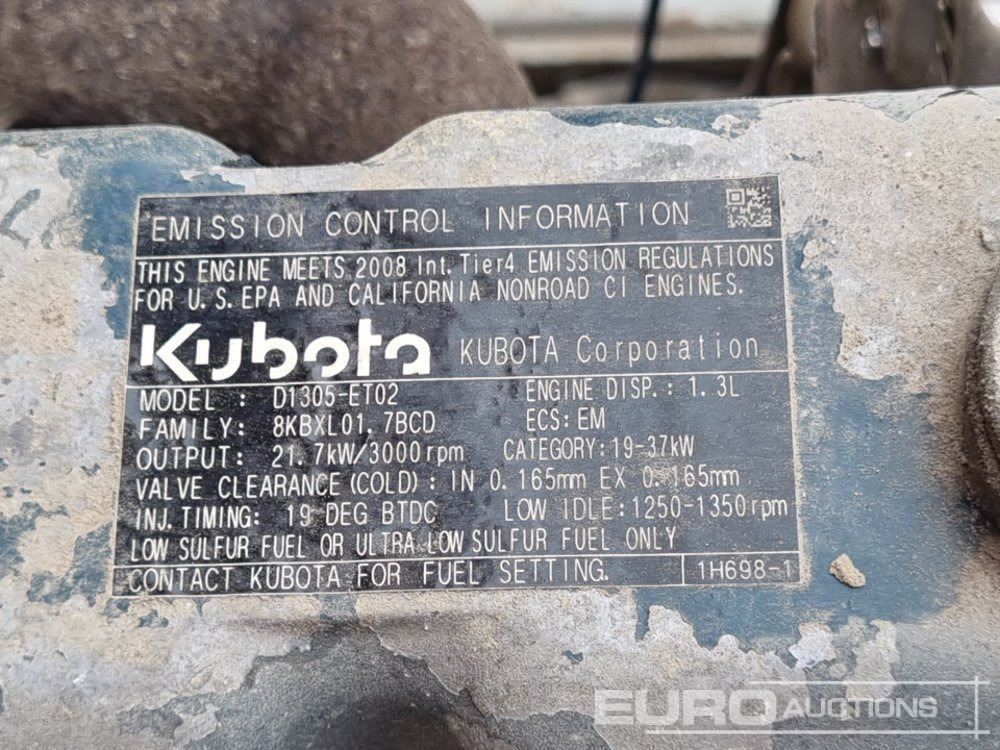 EMISSION CONTROL INFORMATION
THIS ENGINE MEETS 2008 Int. Tier4 EMISSION REGULATIONS
FOR U.S. EPA AND CALIFORNIA NONROAD CI ENGINES.
Kubota KUBOTA Corporation
MODEL : D1305-ET02 ENGINE DISP.: 1.3L
FAMILY: 8KBXL01.7BCD ECS: EM
OUTPUT: 21.7kW/3000rpm CATEGORY: 19-37kW
VALVE CLEARANCE (COLD) : IN 0.165mm EX 0.165mm
INJ. TIMING: 19 DEG BTDC LOW IDLE: 1250-1350rpm
LOW SULFUR FUEL OR ULTRA LOW SULFUR FUEL ONLY
CONTACT KUBOTA FOR FUEL SETTING. 1H698-1
EURO AUCTIONS